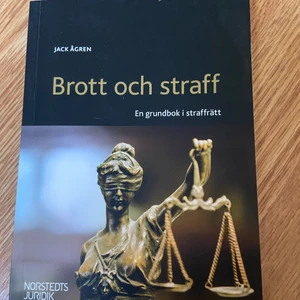 JACK ÅGREN
Brott och straff
En grundbok i straffrätt
NORSTEDTS
JURIDIK